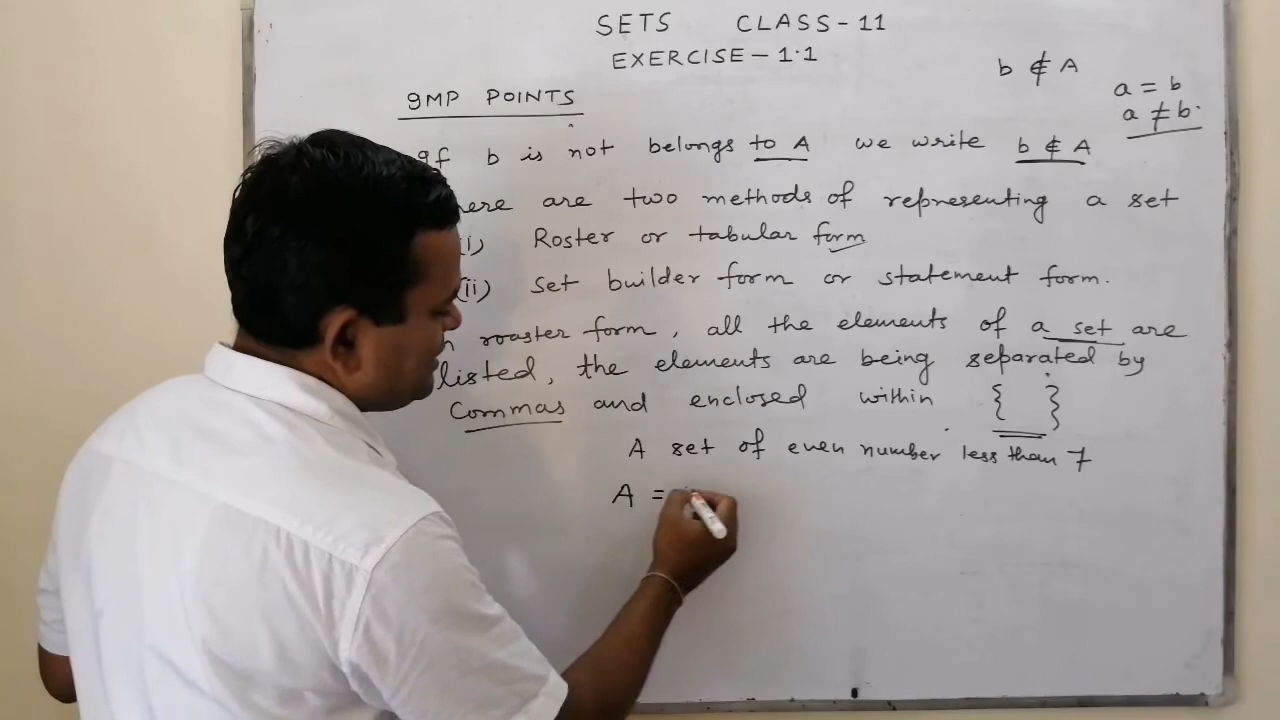 SETS CLASS-11
EXERCISE-1.1
b ∉ A
a = b
a ≠ b.
IMP POINTS
If b is not belongs to A we write b ∉ A
here are two methods of representing a set
(i) Roster or tabular form
(ii) Set builder form or statement form.
n roaster form, all the elements of a set are
listed, the elements are being separated by
Commas and enclosed within { }
A set of even number less than 7
A =